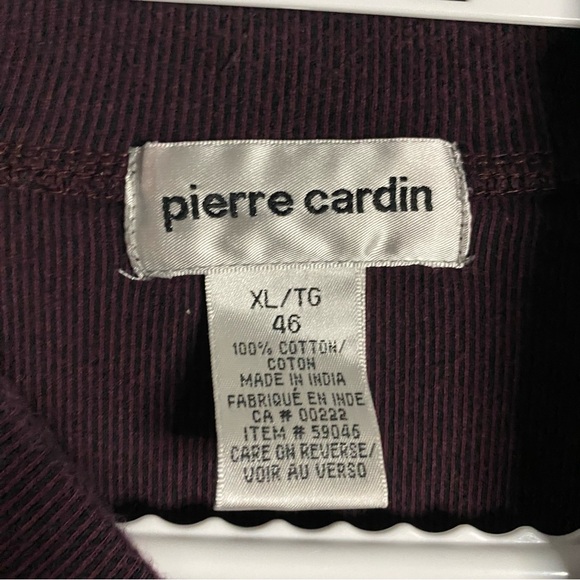 pierre cardin
XL/TG
46
100% COTTON/
COTON
MADE IN INDIA
FABRIQUÉ EN INDE
CA # 00222
ITEM # 59046
CARE ON REVERSE/
VOIR AU VERSO